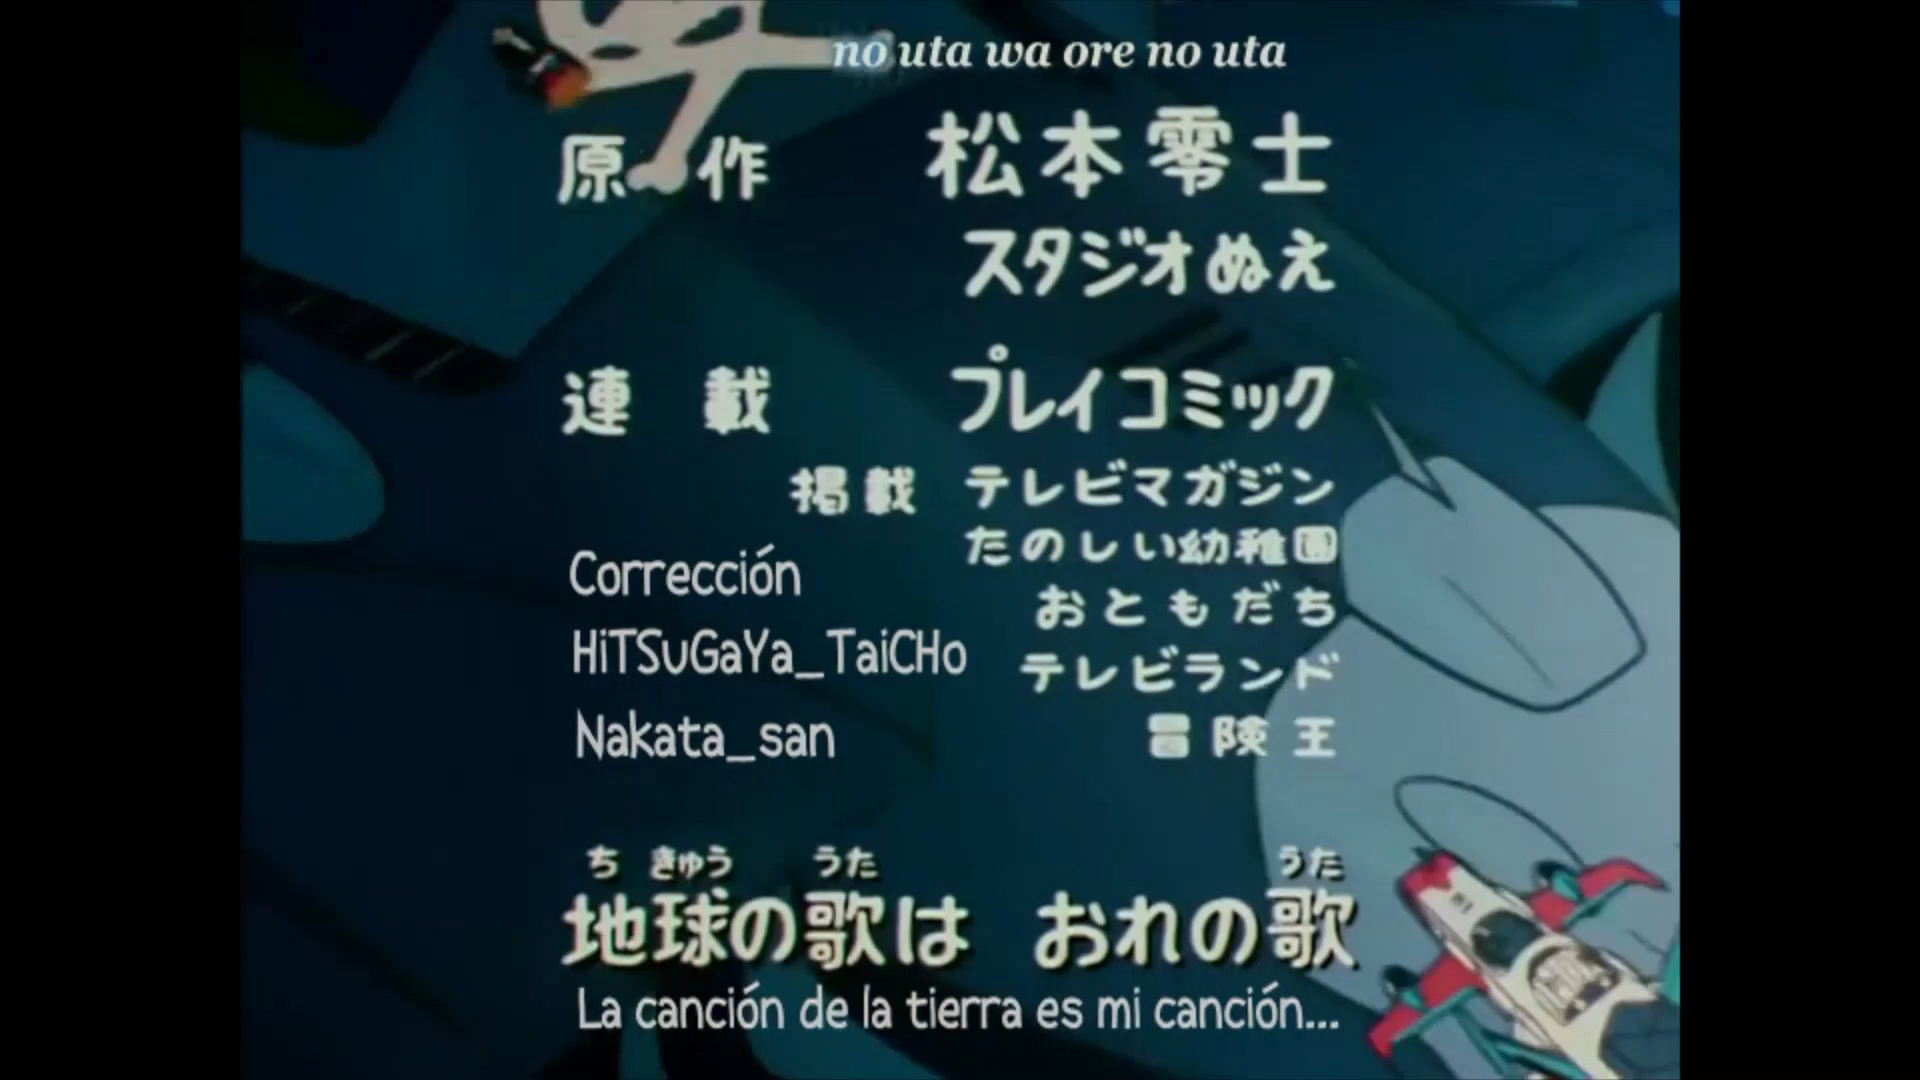 no uta wa ore no uta
原作 松本零士
スタジオぬえ
連載 プレイコミック
掲載 テレビマガジン
たのしい幼稚園
おともだち
テレビランド
冒険王
Corrección
HiTSuGaYa_TaiCHo
Nakata_san
ち きゅう うた うた
地球の歌は おれの歌
La canción de la tierra es mi canción...